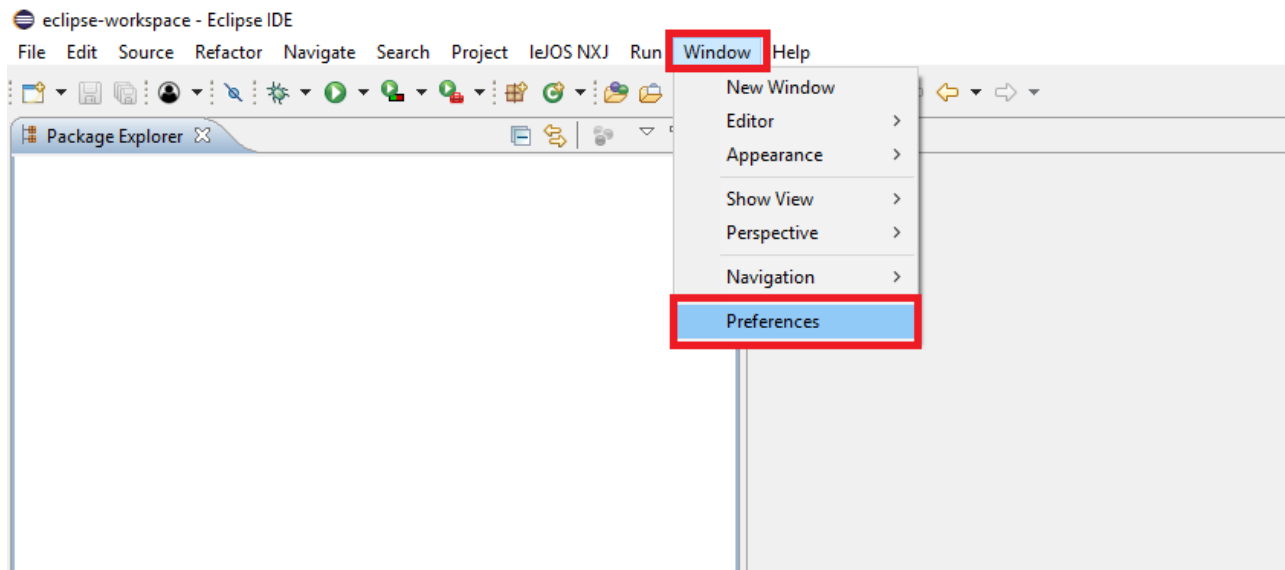 eclipse-workspace - Eclipse IDE
File Edit Source Refactor Navigate Search Project leJOS NXJ Run Window Help
New Window
Editor
Appearance
Show View
Perspective
Navigation
Preferences
Package Explorer